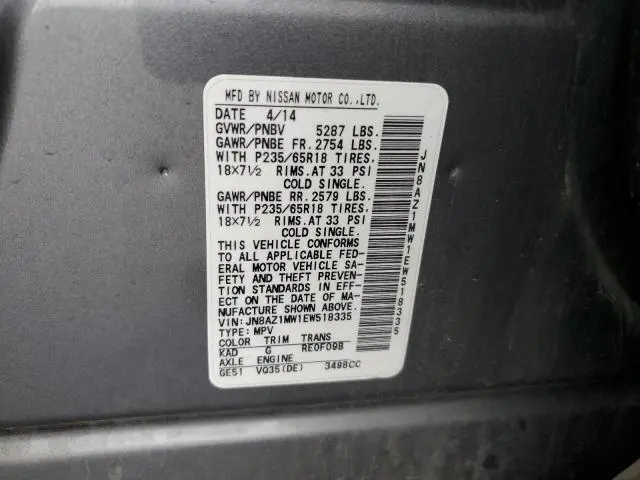 MFD BY NISSAN MOTOR CO.,LTD.
DATE 4/14
GVWR/PNBV 5287 LBS.
GAWR/PNBE FR. 2754 LBS.
WITH P235/65R18 TIRES,
18×7½ RIMS. AT 33 PSI
COLD SINGLE.
GAWR/PNBE RR. 2579 LBS.
WITH P235/65R18 TIRES,
18×7½ RIMS. AT 33 PSI
COLD SINGLE.
THIS VEHICLE CONFORMS
TO ALL APPLICABLE FED-
ERAL MOTOR VEHICLE SA-
FETY AND THEFT PREVEN-
TION STANDARDS IN EFF-
ECT ON THE DATE OF MA-
NUFACTURE SHOWN ABOVE.
VIN: JN8AZ1MW1EW518335
TYPE: MPV
COLOR TRIM TRANS
KAD G RE0F09B
AXLE ENGINE
GE51 VQ35(DE) 3498CC
JN8AZ1MW1EW518335